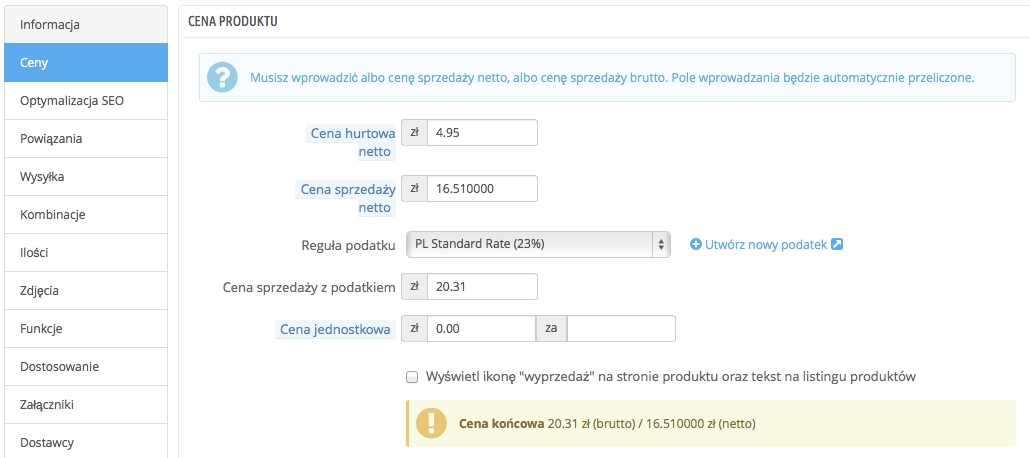 Informacja
Ceny
Optymalizacja SEO
Powiązania
Wysyłka
Kombinacje
Ilości
Zdjęcia
Funkcje
Dostosowanie
Załączniki
Dostawcy
CENA PRODUKTU
? Musisz wprowadzić albo cenę sprzedaży netto, albo cenę sprzedaży brutto. Pole wprowadzania będzie automatycznie przeliczone.
Cena hurtowa zł 4.95
netto
Cena sprzedaży zł 16.510000
netto
Reguła podatku PL Standard Rate (23%) Utwórz nowy podatek
Cena sprzedaży z podatkiem zł 20.31
Cena jednostkowa zł 0.00 za
Wyświetl ikonę "wyprzedaż" na stronie produktu oraz tekst na listingu produktów
! Cena końcowa 20.31 zł (brutto) / 16.510000 zł (netto)